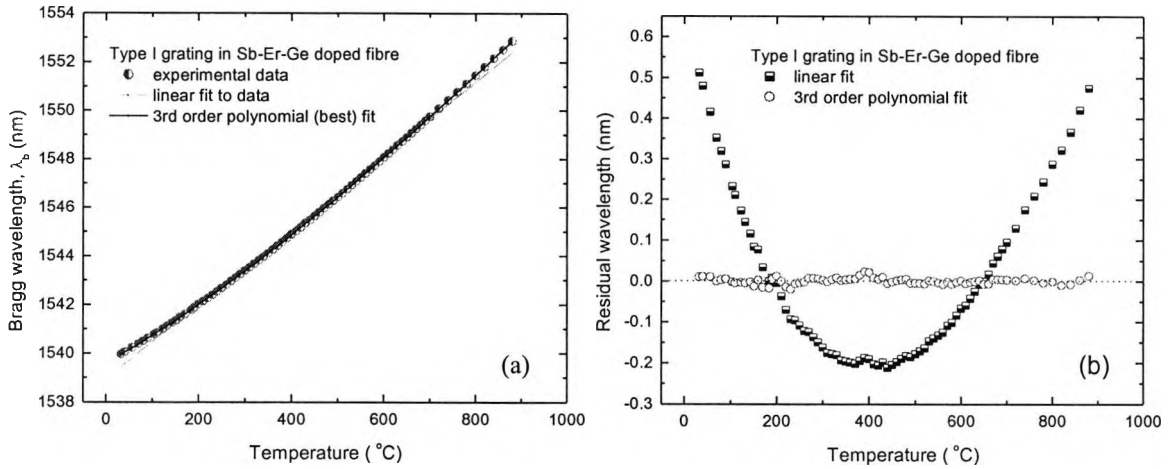 Type I grating in Sb-Er-Ge doped fibre
experimental data
linear fit to data
3rd order polynomial (best) fit
Bragg wavelength, λb (nm)
1554
1552
1550
1548
1546
1544
1542
1540
1538
0 200 400 600 800 1000
Temperature ( °C)
(a)
Type I grating in Sb-Er-Ge doped fibre
linear fit
3rd order polynomial fit
Residual wavelength (nm)
0.6
0.5
0.4
0.3
0.2
0.1
0.0
-0.1
-0.2
-0.3
0 200 400 600 800 1000
Temperature ( °C)
(b)